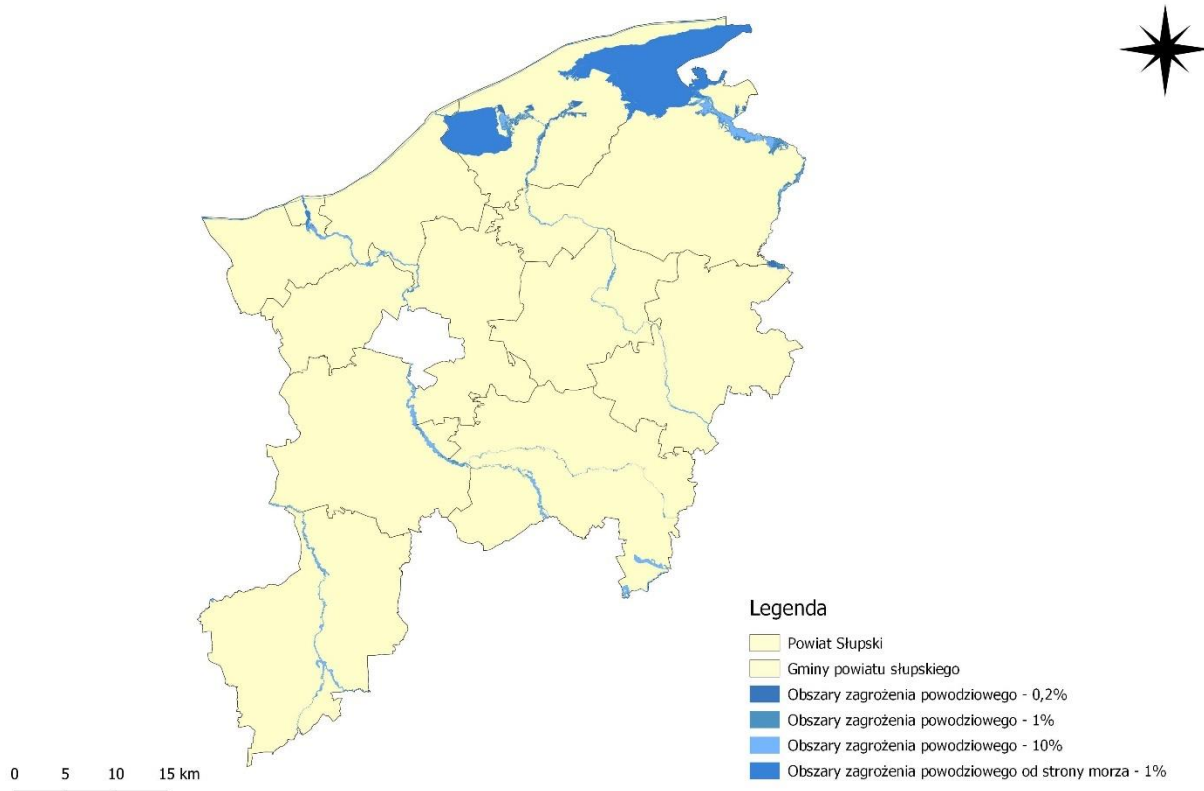 Legenda
Powiat Słupski
Gminy powiatu słupskiego
Obszary zagrożenia powodziowego - 0,2%
Obszary zagrożenia powodziowego - 1%
Obszary zagrożenia powodziowego - 10%
Obszary zagrożenia powodziowego od strony morza - 1%
0 5 10 15 km